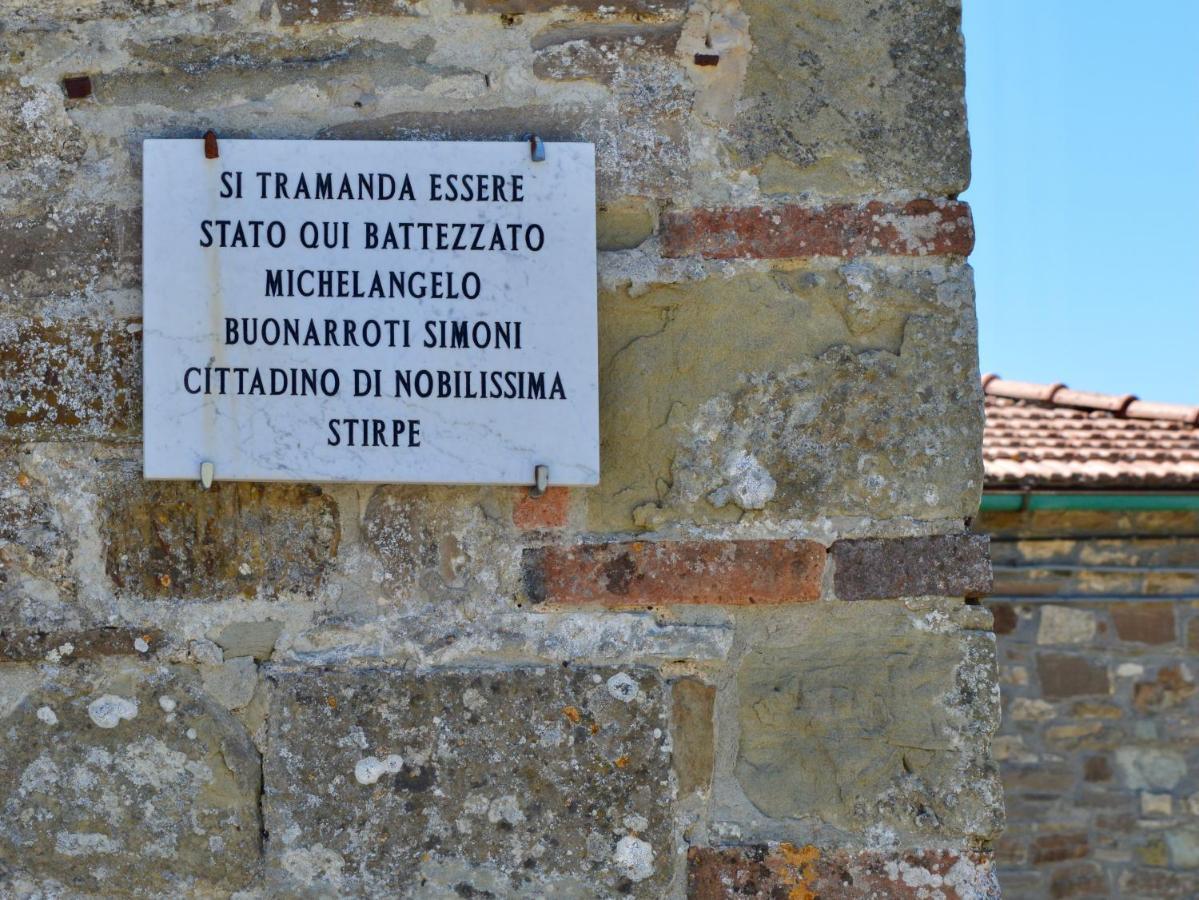 SI TRAMANDA ESSERE
STATO QUI BATTEZZATO
MICHELANGELO
BUONARROTI SIMONI
CITTADINO DI NOBILISSIMA
STIRPE